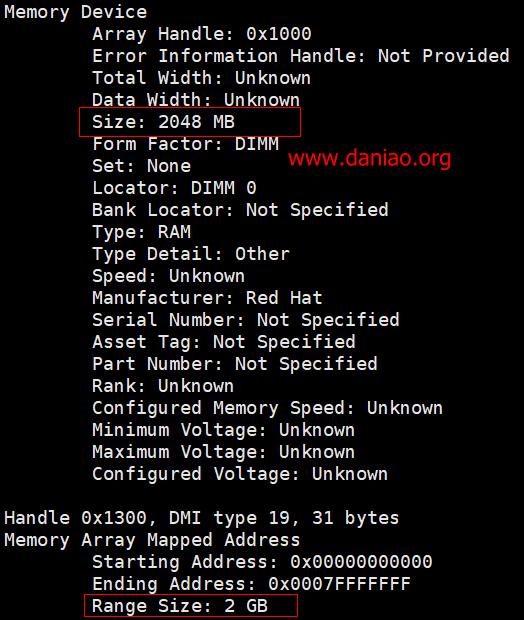 Memory Device
Array Handle: 0x1000
Error Information Handle: Not Provided
Total Width: Unknown
Data Width: Unknown
Size: 2048 MB
Form Factor: DIMM
www.daniao.org
Set: None
Locator: DIMM 0
Bank Locator: Not Specified
Type: RAM
Type Detail: Other
Speed: Unknown
Manufacturer: Red Hat
Serial Number: Not Specified
Asset Tag: Not Specified
Part Number: Not Specified
Rank: Unknown
Configured Memory Speed: Unknown
Minimum Voltage: Unknown
Maximum Voltage: Unknown
Configured Voltage: Unknown
Handle 0x1300, DMI type 19, 31 bytes
Memory Array Mapped Address
Starting Address: 0x00000000000
Ending Address: 0x0007FFFFFFF
Range Size: 2 GB